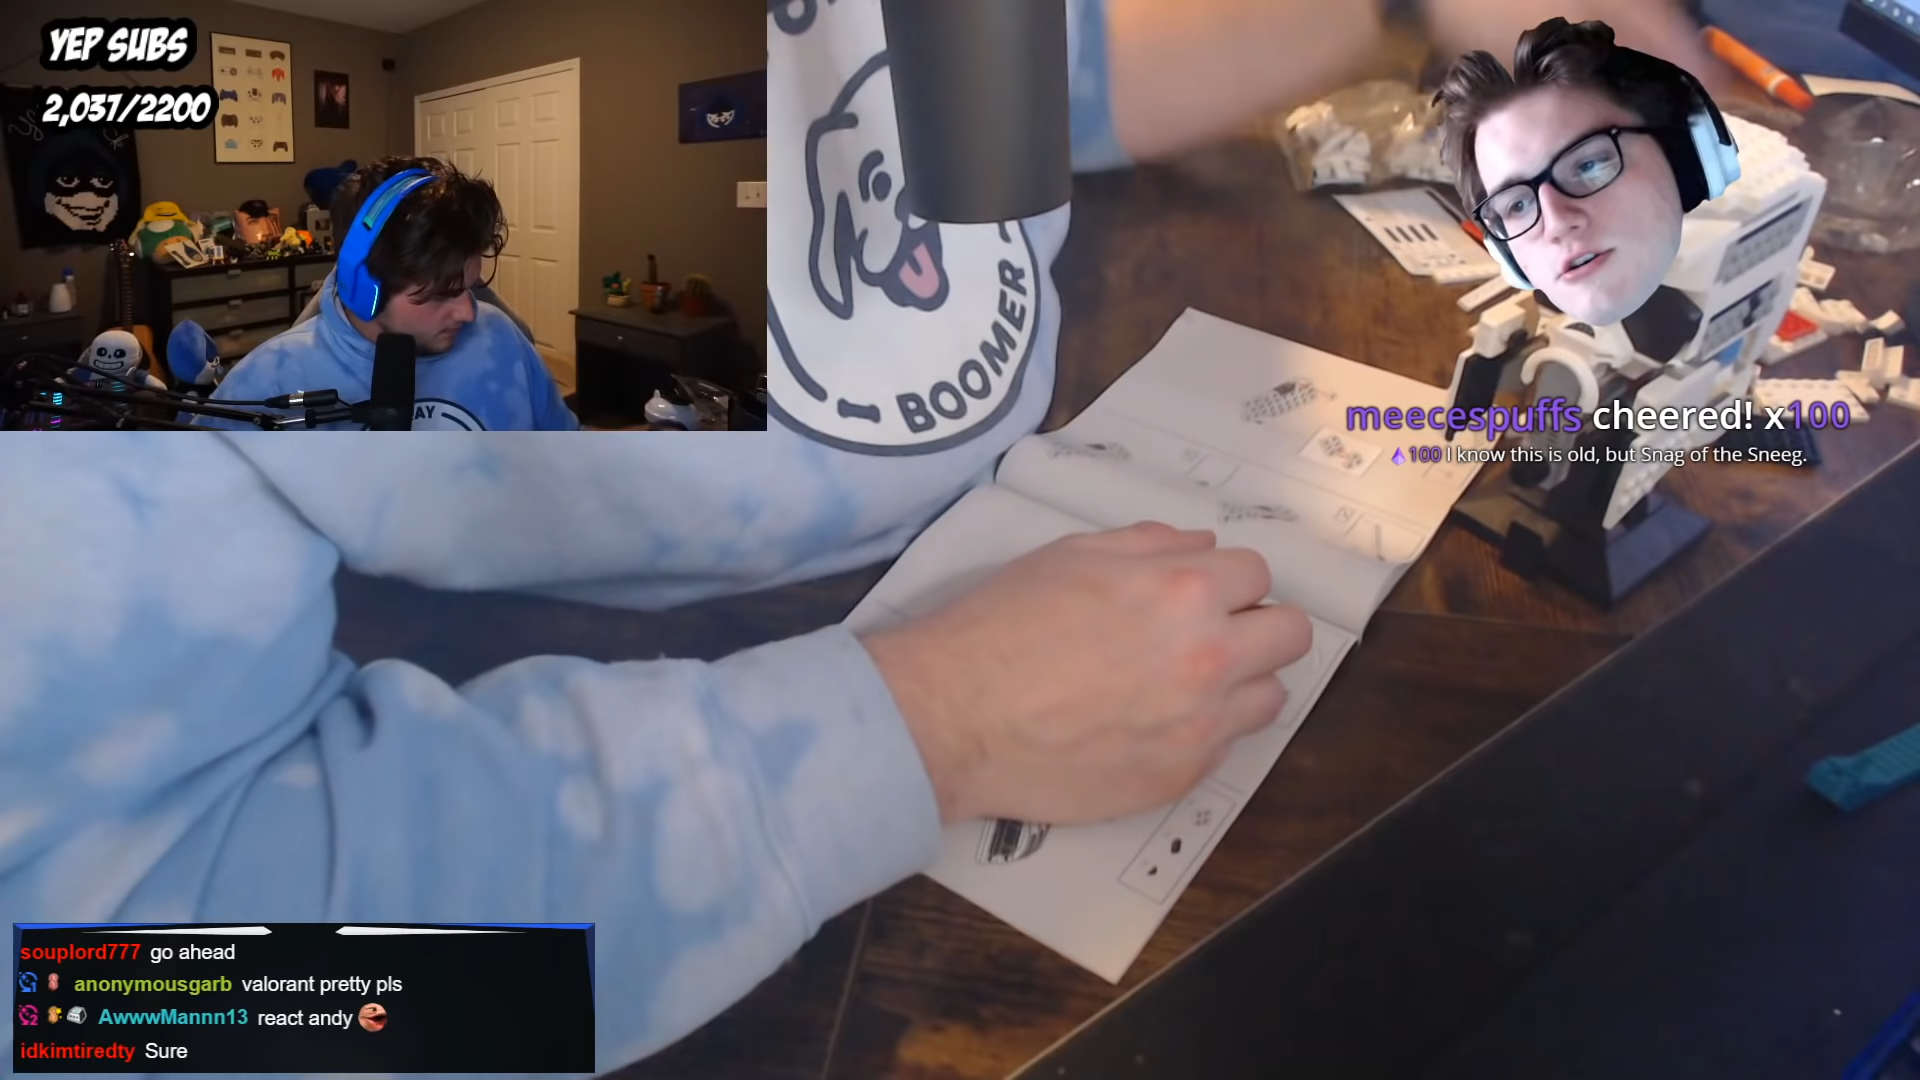 YEP SUBS
2,037/2200
BOOMER
AY
meecespuffs cheered! x100
100 I know this is old, but Snag of the Sneeg.
souplord777 go ahead
anonymousgarb valorant pretty pls
AwwwMannn13 react andy
idkimtiredty Sure